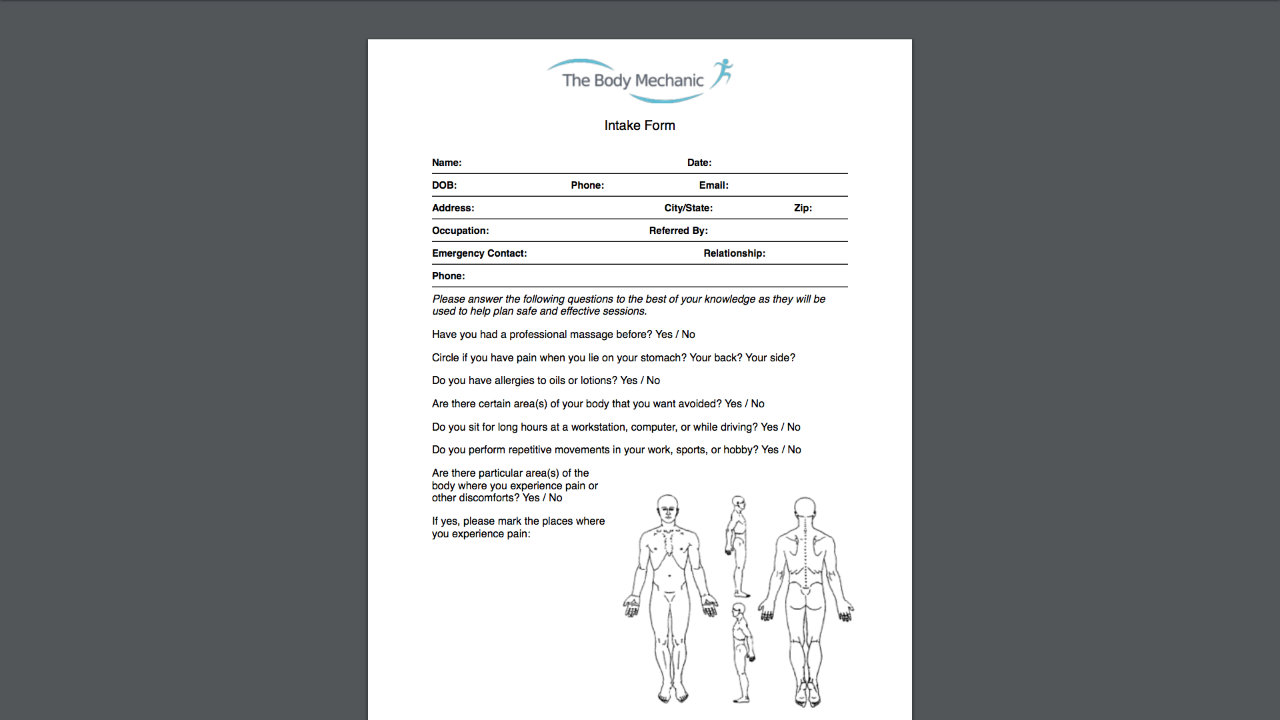 The Body Mechanic
Intake Form
Name: Date:
DOB: Phone: Email:
Address: City/State: Zip:
Occupation: Referred By:
Emergency Contact: Relationship:
Phone:
Please answer the following questions to the best of your knowledge as they will be
used to help plan safe and effective sessions.
Have you had a professional massage before? Yes / No
Circle if you have pain when you lie on your stomach? Your back? Your side?
Do you have allergies to oils or lotions? Yes / No
Are there certain area(s) of your body that you want avoided? Yes / No
Do you sit for long hours at a workstation, computer, or while driving? Yes / No
Do you perform repetitive movements in your work, sports, or hobby? Yes / No
Are there particular area(s) of the
body where you experience pain or
other discomforts? Yes / No
If yes, please mark the places where
you experience pain: